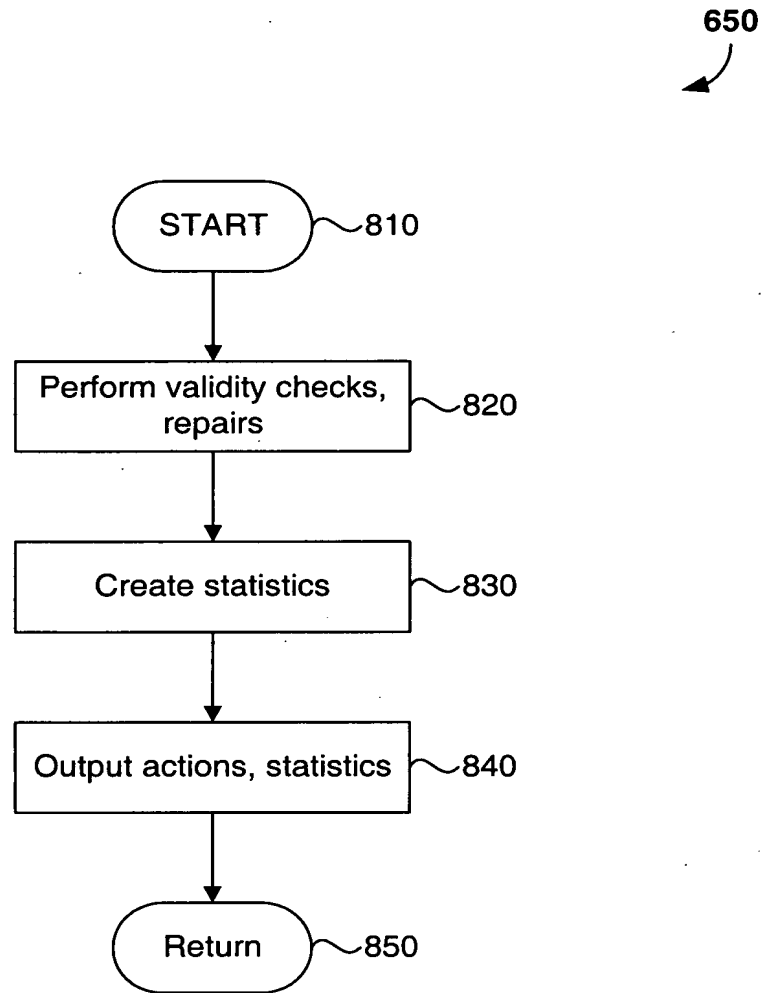 650
START
810
Perform validity checks,
repairs
820
Create statistics
830
Output actions, statistics
840
Return
850